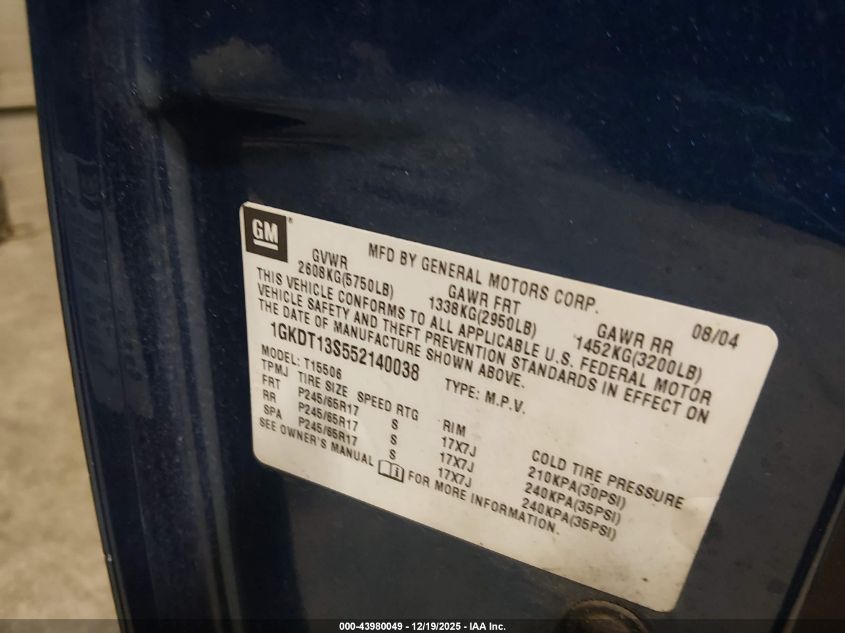 GM ®
MFD BY GENERAL MOTORS CORP. 08/04
GVWR GAWR FRT GAWR RR
2608KG(5750LB) 1338KG(2950LB) 1452KG(3200LB)
THIS VEHICLE CONFORMS TO ALL APPLICABLE U.S. FEDERAL MOTOR
VEHICLE SAFETY AND THEFT PREVENTION STANDARDS IN EFFECT ON
THE DATE OF MANUFACTURE SHOWN ABOVE.
1GKDT13S552140038 TYPE: M.P.V.
MODEL: T15506
TPMJ TIRE SIZE SPEED RTG RIM COLD TIRE PRESSURE
FRT P245/65R17 S 17X7J 210KPA(30PSI)
RR P245/65R17 S 17X7J 240KPA(35PSI)
SPA P245/65R17 S 17X7J 240KPA(35PSI)
SEE OWNER'S MANUAL i FOR MORE INFORMATION.
000-43980049 - 12/19/2025 - IAA Inc.